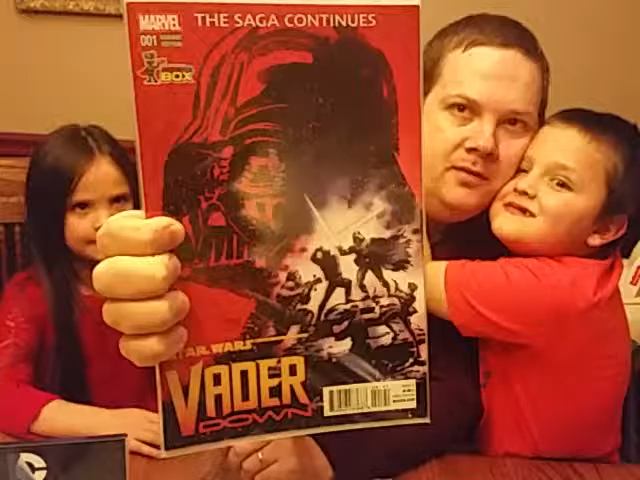 MARVEL
THE SAGA CONTINUES
001
BOX
STAR WARS
VADER
DOWN